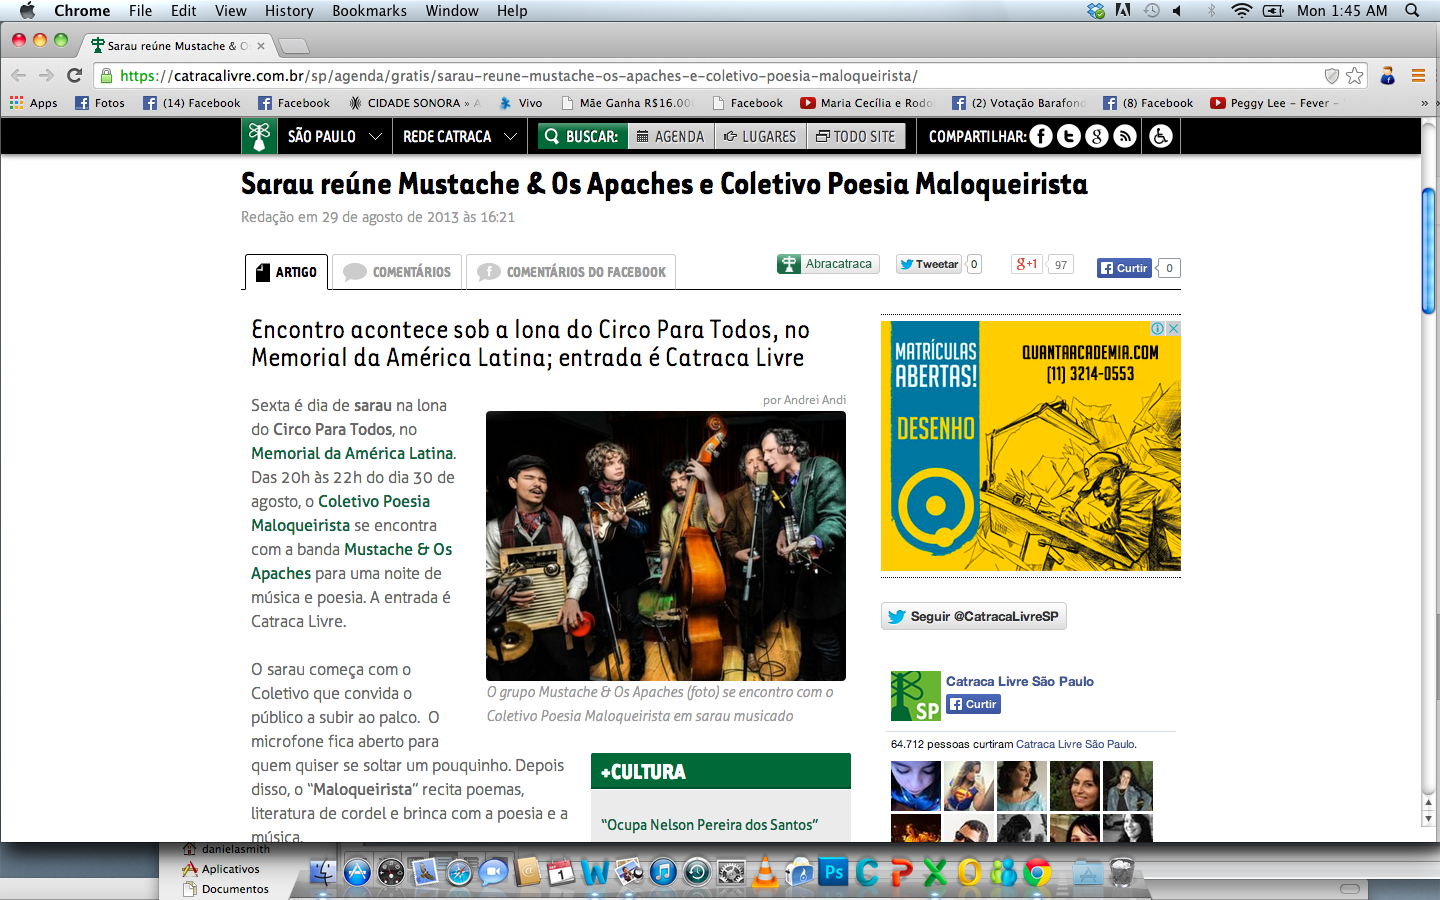 Chrome File Edit View History Bookmarks Window Help Mon 1:45 AM
Sarau reúne Mustache & O
https://catracalivre.com.br/sp/agenda/gratis/sarau-reune-mustache-os-apaches-e-coletivo-poesia-maloqueirista/
Apps Fotos (14) Facebook Facebook CIDADE SONORA » Vivo Mãe Ganha R$16.00 Facebook Maria Cecília e Rodo (2) Votação Barafond (8) Facebook Peggy Lee – Fever – »
SÃO PAULO REDE CATRACA BUSCAR: AGENDA LUGARES TODO SITE COMPARTILHAR:
Sarau reúne Mustache & Os Apaches e Coletivo Poesia Maloqueirista
Redação em 29 de agosto de 2013 às 16:21
ARTIGO COMENTÁRIOS COMENTÁRIOS DO FACEBOOK
Abracatraca Tweetar 0 g+1 97 Curtir 0
Encontro acontece sob a lona do Circo Para Todos, no
Memorial da América Latina; entrada é Catraca Livre
por Andrei Andi
Sexta é dia de sarau na lona
do Circo Para Todos, no
Memorial da América Latina.
Das 20h às 22h do dia 30 de
agosto, o Coletivo Poesia
Maloqueirista se encontra
com a banda Mustache & Os
Apaches para uma noite de
música e poesia. A entrada é
Catraca Livre.
O sarau começa com o
Coletivo que convida o
público a subir ao palco. O
microfone fica aberto para
quem quiser se soltar um pouquinho. Depois
disso, o “Maloqueirista” recita poemas,
literatura de cordel e brinca com a poesia e a
música.
O grupo Mustache & Os Apaches (foto) se encontro com o
Coletivo Poesia Maloqueirista em sarau musicado
+CULTURA
“Ocupa Nelson Pereira dos Santos”
MATRÍCULAS
ABERTAS!
DESENHO
QUANTAACADEMIA.COM
(11) 3214-0553
Seguir @CatracaLivreSP
SP
Catraca Livre São Paulo
Curtir
64.712 pessoas curtiram Catraca Livre São Paulo.
danielasmith
Aplicativos
Documentos
1
Ps